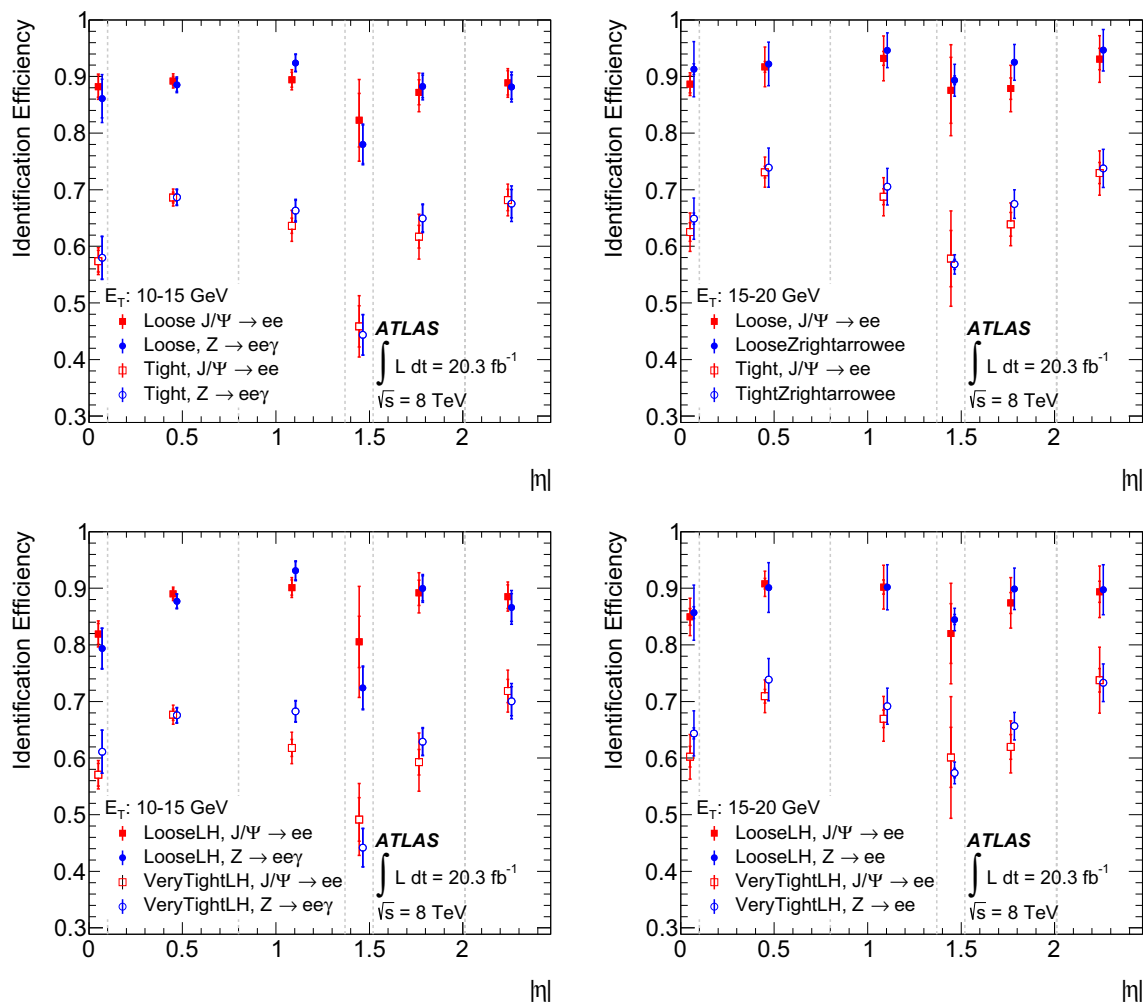 Identification Efficiency
1
0.9
0.8
0.7
0.6
0.5
0.4
0.3
E_T: 10-15 GeV
Loose J/Ψ → ee
Loose, Z → eeγ
Tight, J/Ψ → ee
Tight, Z → eeγ
ATLAS
∫ L dt = 20.3 fb⁻¹
√s = 8 TeV
0 0.5 1 1.5 2
|η|
Identification Efficiency
1
0.9
0.8
0.7
0.6
0.5
0.4
0.3
E_T: 15-20 GeV
Loose, J/Ψ → ee
LooseZrightarrowee
Tight, J/Ψ → ee
TightZrightarrowee
ATLAS
∫ L dt = 20.3 fb⁻¹
√s = 8 TeV
0 0.5 1 1.5 2
|η|
Identification Efficiency
1
0.9
0.8
0.7
0.6
0.5
0.4
0.3
E_T: 10-15 GeV
LooseLH, J/Ψ → ee
LooseLH, Z → eeγ
VeryTightLH, J/Ψ → ee
VeryTightLH, Z → eeγ
ATLAS
∫ L dt = 20.3 fb⁻¹
√s = 8 TeV
0 0.5 1 1.5 2
|η|
Identification Efficiency
1
0.9
0.8
0.7
0.6
0.5
0.4
0.3
E_T: 15-20 GeV
LooseLH, J/Ψ → ee
LooseLH, Z → ee
VeryTightLH, J/Ψ → ee
VeryTightLH, Z → ee
ATLAS
∫ L dt = 20.3 fb⁻¹
√s = 8 TeV
0 0.5 1 1.5 2
|η|